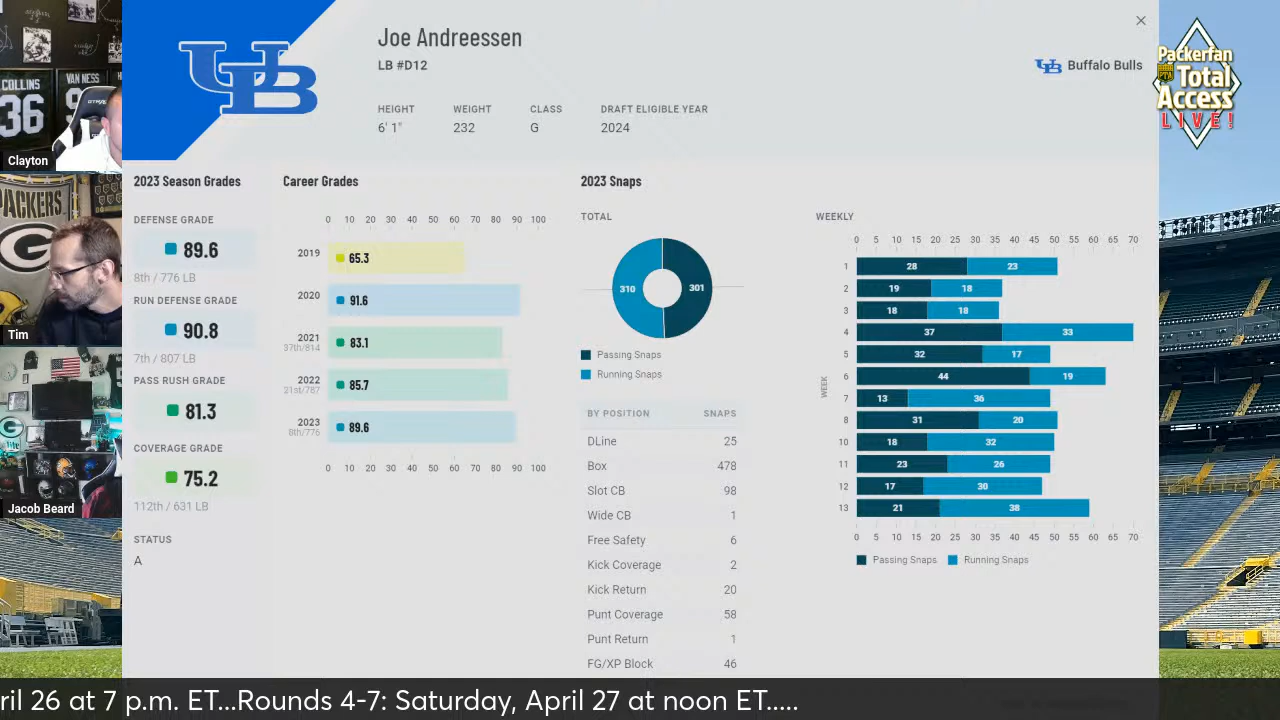 Joe Andreessen
LB #D12
Buffalo Bulls
HEIGHT WEIGHT CLASS DRAFT ELIGIBLE YEAR
6' 1" 232 G 2024
Packerfan
Total
Access
LIVE!
COLLINS
36
VAN NESS
Clayton
PACKERS
G
Tim
Jacob Beard
2023 Season Grades
DEFENSE GRADE
89.6
8th / 776 LB
RUN DEFENSE GRADE
90.8
7th / 807 LB
PASS RUSH GRADE
81.3
COVERAGE GRADE
75.2
112th / 631 LB
STATUS
A
Career Grades
0 10 20 30 40 50 60 70 80 90 100
2019 65.3
2020 91.6
2021 83.1
37th/814
2022 85.7
21st/787
2023 89.6
8th/776
0 10 20 30 40 50 60 70 80 90 100
2023 Snaps
TOTAL
310 301
Passing Snaps
Running Snaps
BY POSITION SNAPS
DLine 25
Box 478
Slot CB 98
Wide CB 1
Free Safety 6
Kick Coverage 2
Kick Return 20
Punt Coverage 58
Punt Return 1
FG/XP Block 46
WEEKLY
0 5 10 15 20 25 30 35 40 45 50 55 60 65 70
WEEK
1 28 23
2 19 18
3 18 18
4 37 33
5 32 17
6 44 19
7 13 36
8 31 20
10 18 32
11 23 26
12 17 30
13 21 38
0 5 10 15 20 25 30 35 40 45 50 55 60 65 70
Passing Snaps Running Snaps
ril 26 at 7 p.m. ET...Rounds 4-7: Saturday, April 27 at noon ET.....